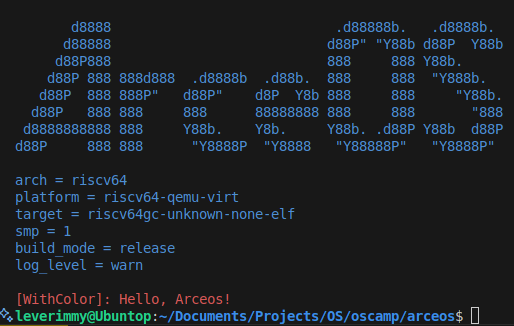 d8888                            .d88888b.   .d8888b.
      d88888                           d88P" "Y88b d88P  Y88b
     d88P888                           888     888 Y88b.
    d88P 888 888d888  .d8888b  .d88b.  888     888  "Y888b.
   d88P  888 888P"   d88P"    d8P  Y8b 888     888     "Y88b.
  d88P   888 888     888      88888888 888     888       "888
 d8888888888 888     Y88b.    Y8b.     Y88b. .d88P Y88b  d88P
d88P     888 888      "Y8888P  "Y8888   "Y88888P"   "Y8888P"
arch = riscv64
platform = riscv64-qemu-virt
target = riscv64gc-unknown-none-elf
smp = 1
build_mode = release
log_level = warn
[WithColor]: Hello, Arceos!
leverimmy@Ubuntop:~/Documents/Projects/OS/oscamp/arceos$